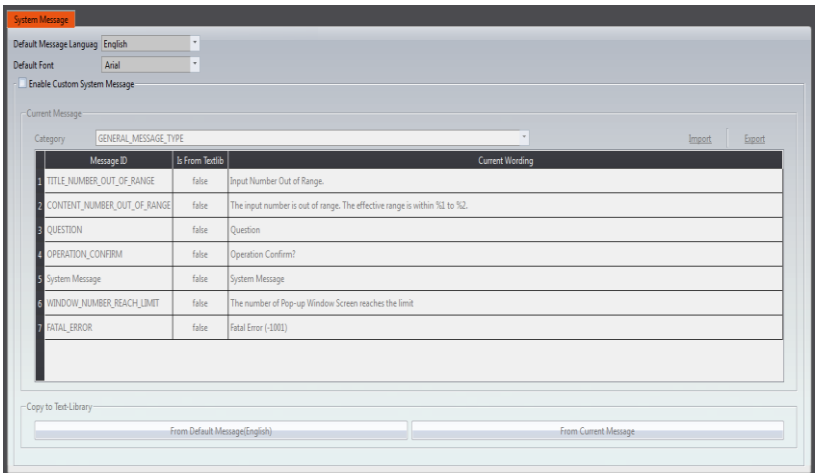 System Message
Default Message Languag English
Default Font Arial
Enable Custom System Message
Current Message
Category GENERAL_MESSAGE_TYPE Import Export
Message ID Is From Textlib Current Wording
1 TITLE_NUMBER_OUT_OF_RANGE false Input Number Out of Range.
2 CONTENT_NUMBER_OUT_OF_RANGE false The input number is out of range. The effective range is within %1 to %2.
3 QUESTION false Question
4 OPERATION_CONFIRM false Operation Confirm?
5 System Message false System Message
6 WINDOW_NUMBER_REACH_LIMIT false The number of Pop-up Window Screen reaches the limit
7 FATAL_ERROR false Fatal Error (-1001)
Copy to Text-Library
From Default Message(English) From Current Message